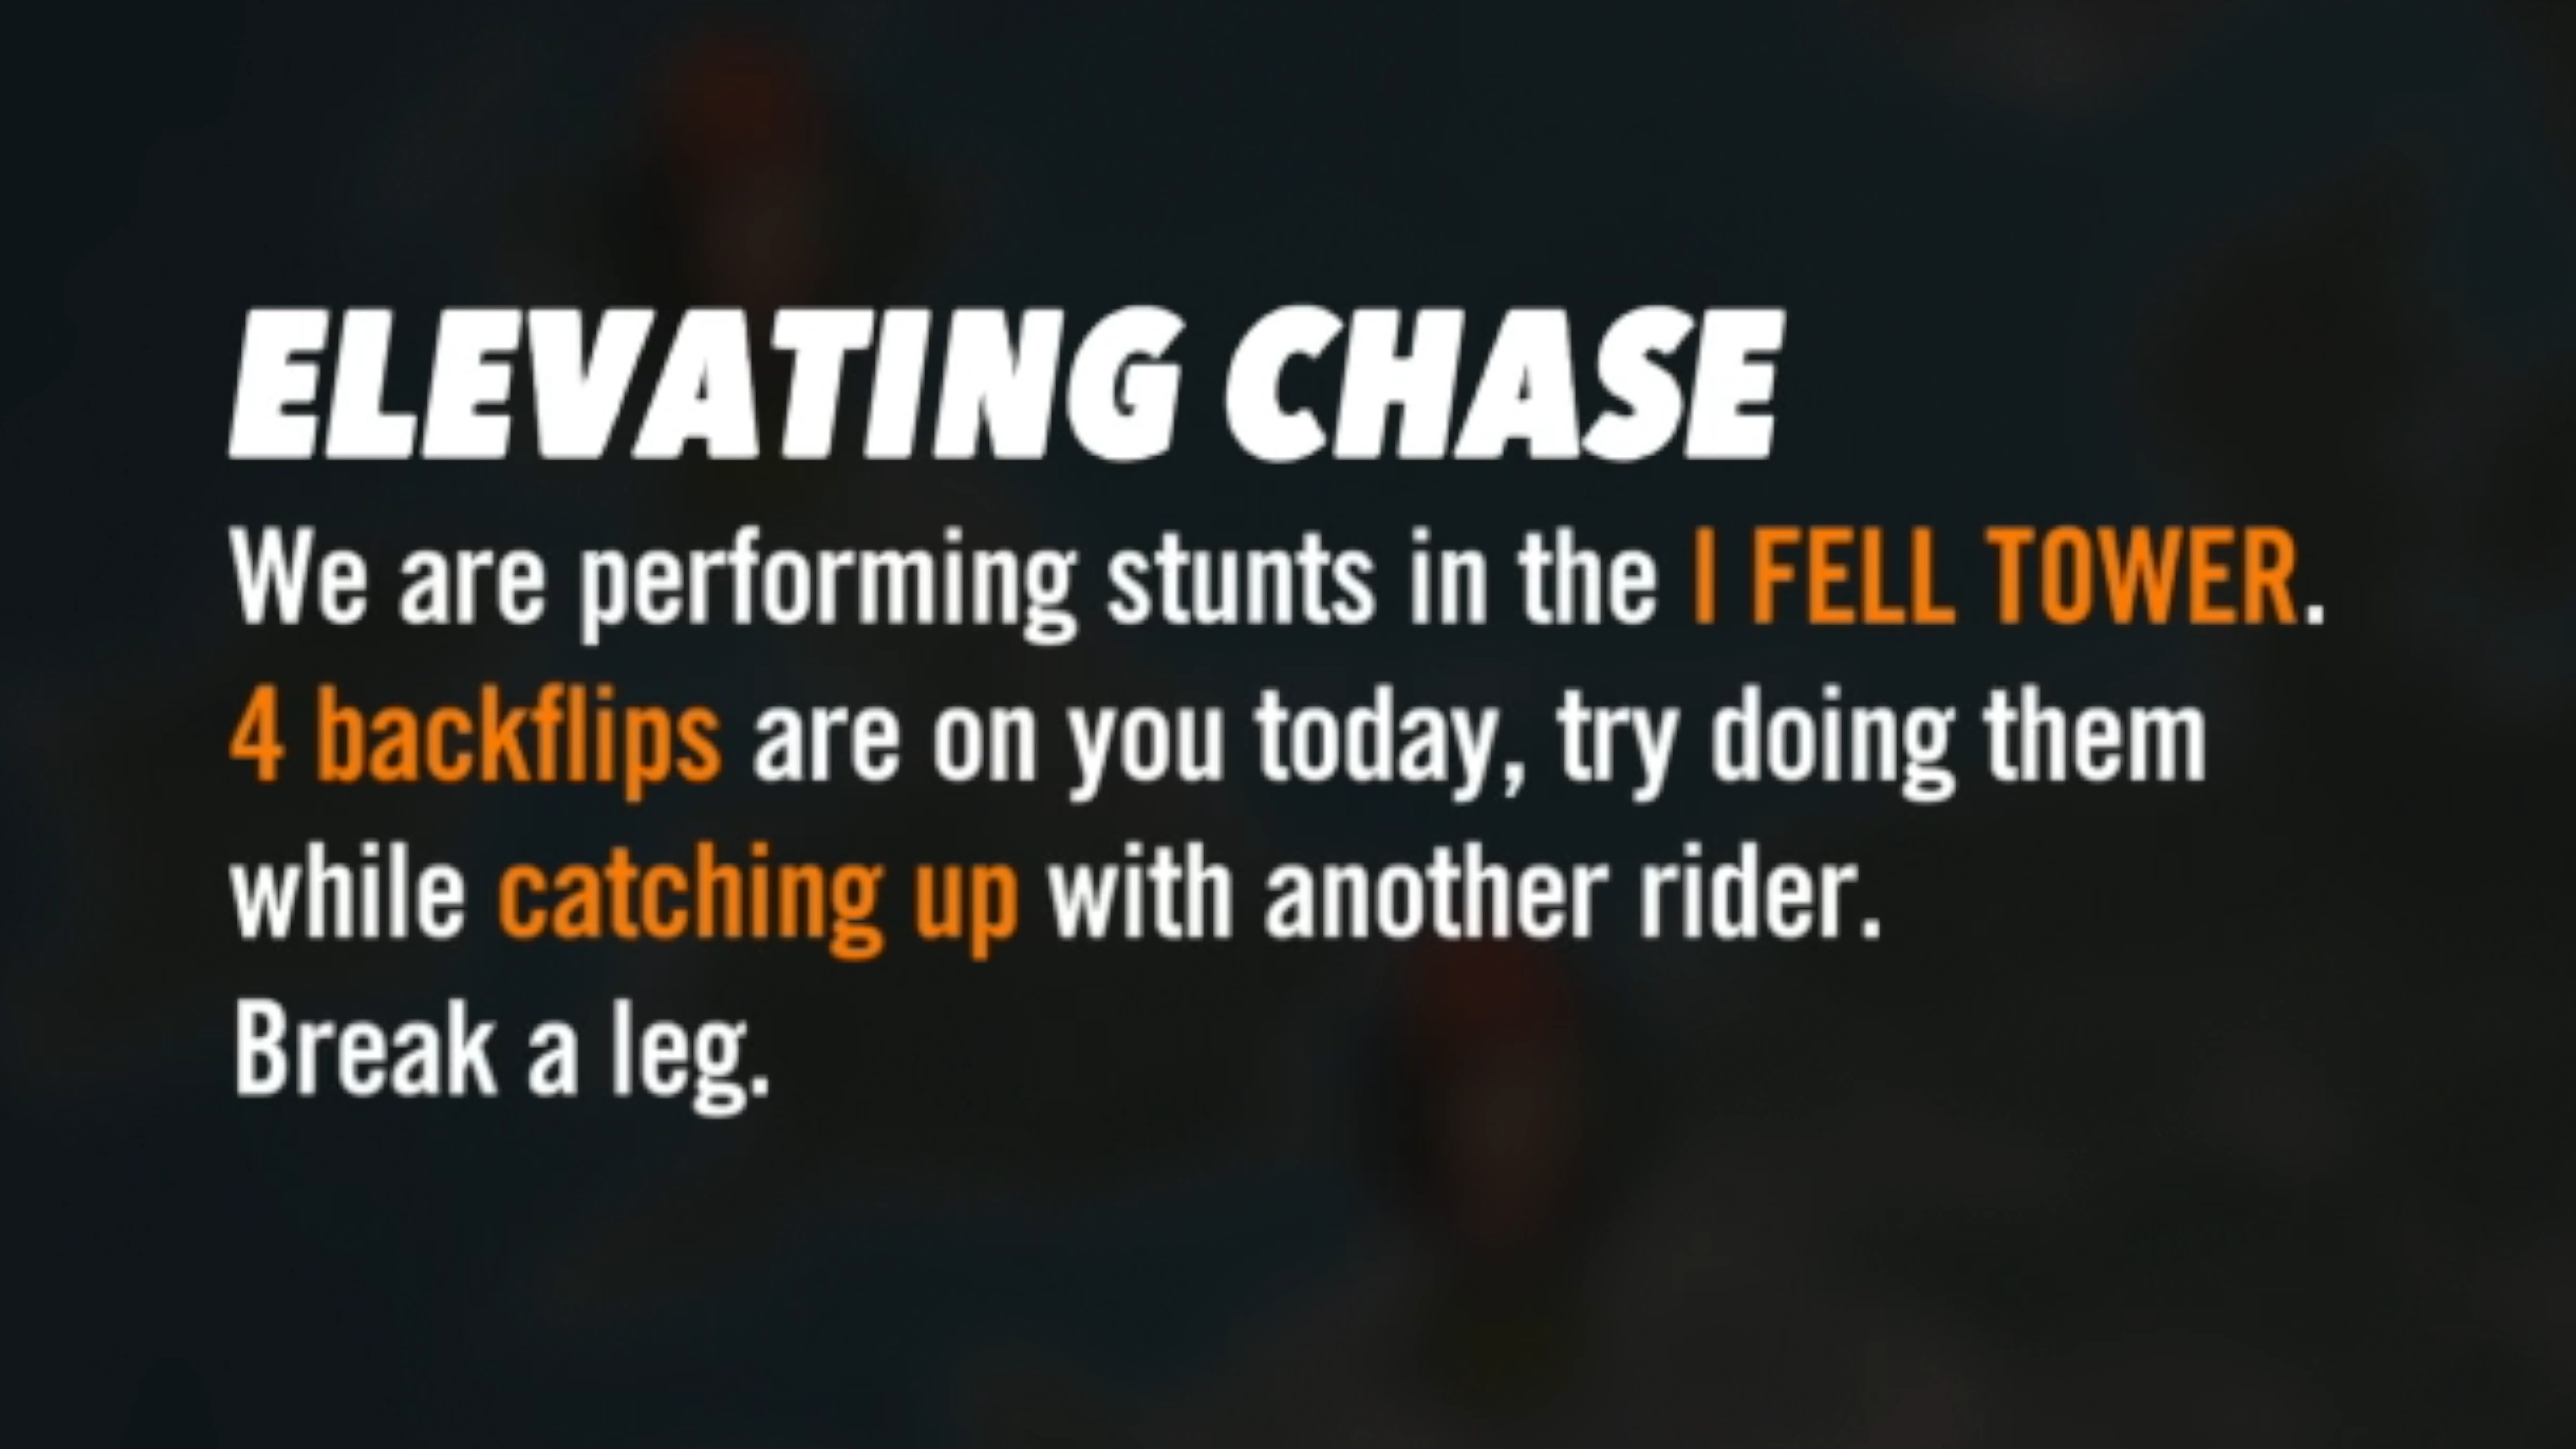 ELEVATING CHASE
We are performing stunts in the I FELL TOWER.
4 backflips are on you today, try doing them
while catching up with another rider.
Break a leg.